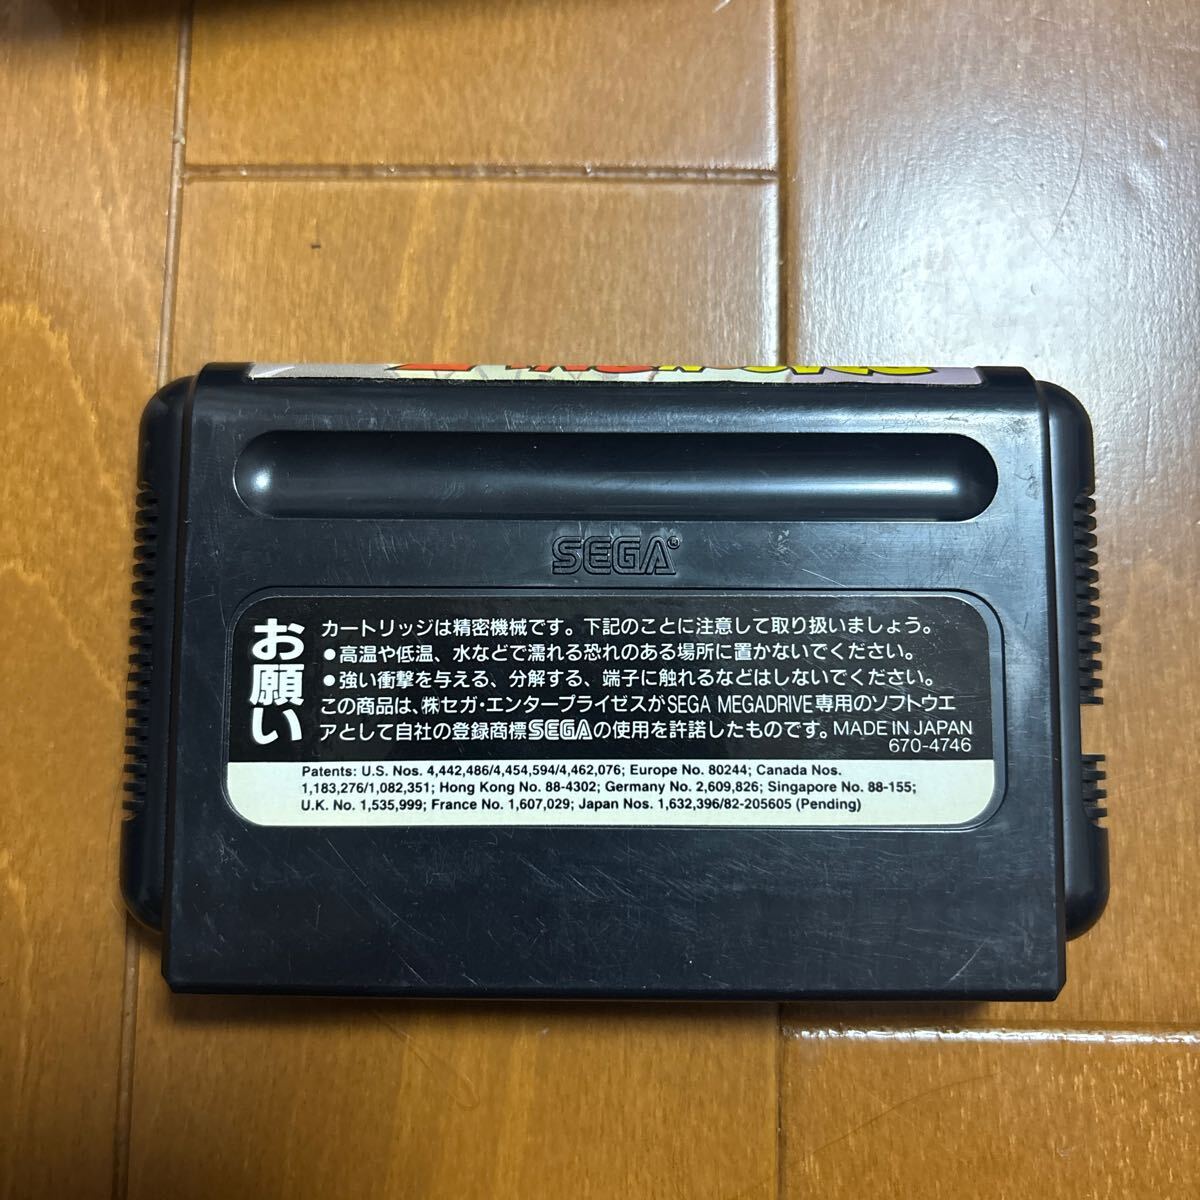 SEGA®
お願い
カートリッジは精密機械です。下記のことに注意して取り扱いましょう。
●高温や低温、水などで濡れる恐れのある場所に置かないでください。
●強い衝撃を与える、分解する、端子に触れるなどはしないでください。
この商品は、㈱セガ・エンタープライゼスがSEGA MEGADRIVE専用のソフトウエ
アとして自社の登録商標SEGAの使用を許諾したものです。MADE IN JAPAN
670-4746
Patents: U.S. Nos. 4,442,486/4,454,594/4,462,076; Europe No. 80244; Canada Nos.
1,183,276/1,082,351; Hong Kong No. 88-4302; Germany No. 2,609,826; Singapore No. 88-155;
U.K. No. 1,535,999; France No. 1,607,029; Japan Nos. 1,632,396/82-205605 (Pending)